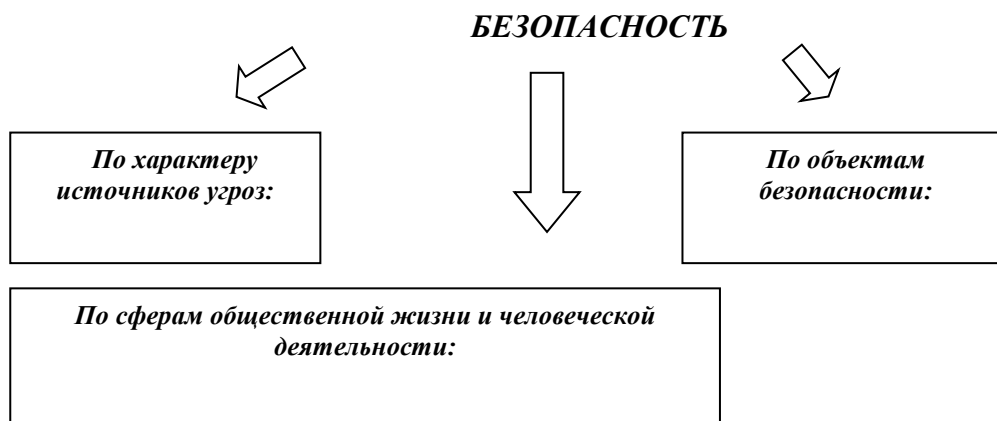 БЕЗОПАСНОСТЬ
По характеру
источников угроз:
По объектам
безопасности:
По сферам общественной жизни и человеческой
деятельности: